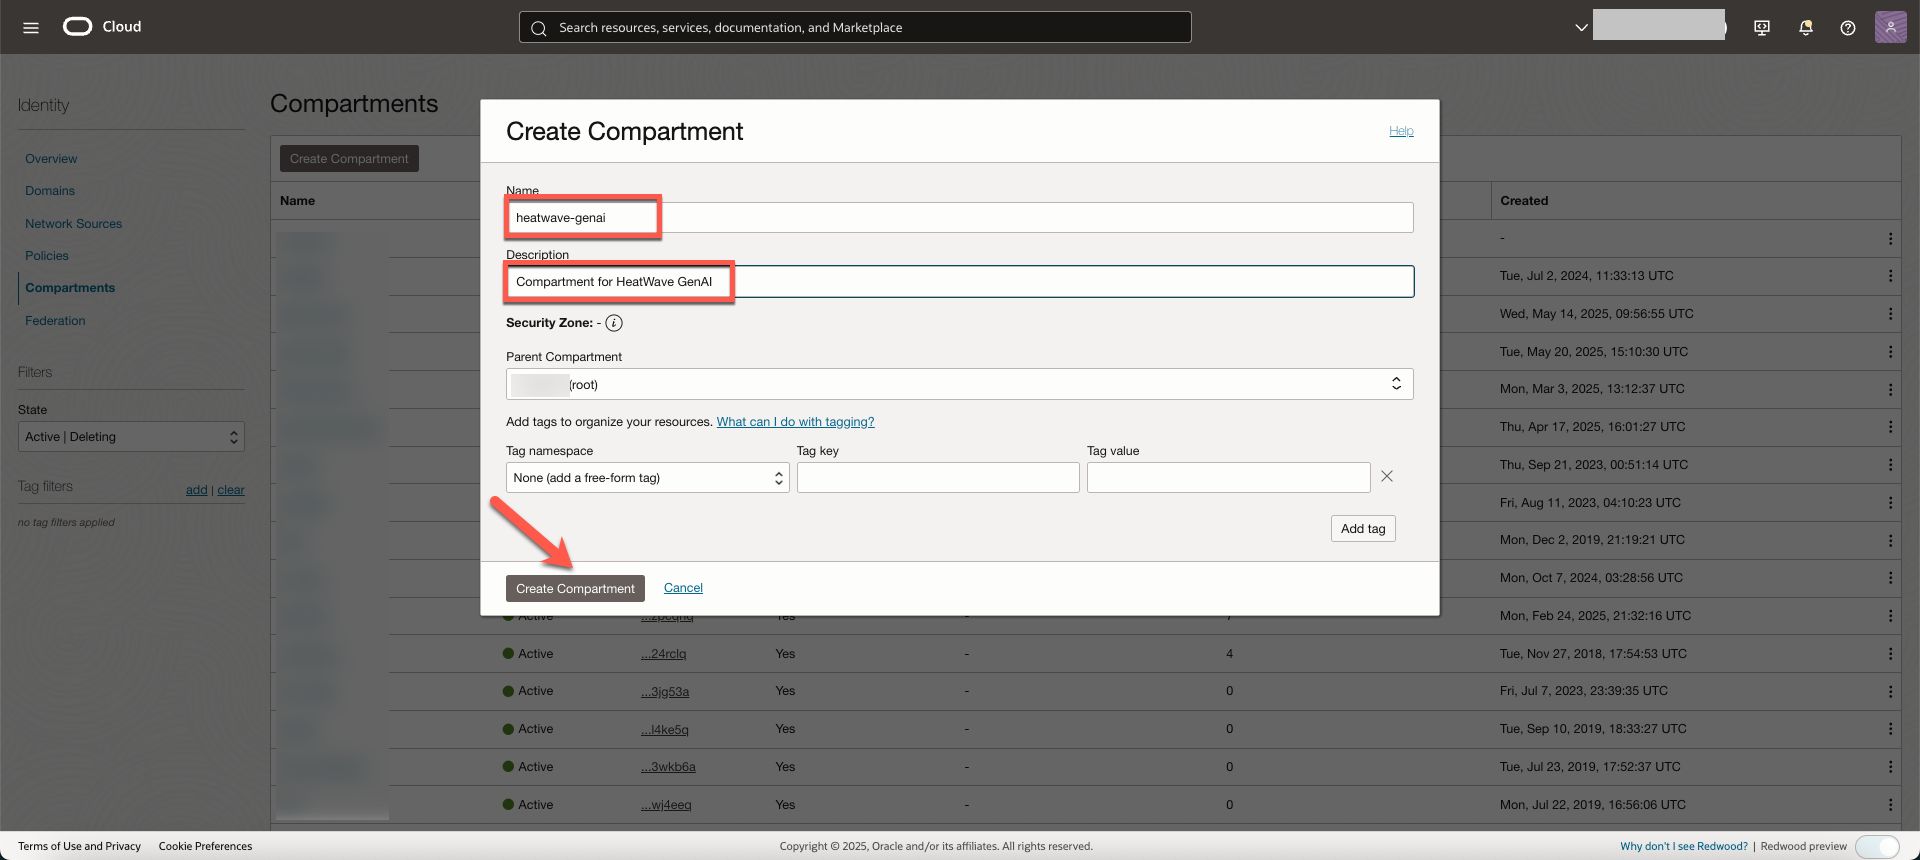 Cloud
Search resources, services, documentation, and Marketplace
Identity
Overview
Domains
Network Sources
Policies
Compartments
Federation
Filters
State
Active | Deleting
Tag filters
add | clear
no tag filters applied
Compartments
Create Compartment
Name
Created
-
Tue, Jul 2, 2024, 11:33:13 UTC
Wed, May 14, 2025, 09:56:55 UTC
Tue, May 20, 2025, 15:10:30 UTC
Mon, Mar 3, 2025, 13:12:37 UTC
Thu, Apr 17, 2025, 16:01:27 UTC
Thu, Sep 21, 2023, 00:51:14 UTC
Fri, Aug 11, 2023, 04:10:23 UTC
Mon, Dec 2, 2019, 21:19:21 UTC
Mon, Oct 7, 2024, 03:28:56 UTC
Create Compartment
Help
Name
heatwave-genai
Description
Compartment for HeatWave GenAI
Security Zone: -
Parent Compartment
(root)
Add tags to organize your resources. What can I do with tagging?
Tag namespace Tag key Tag value
None (add a free-form tag)
Add tag
Create Compartment Cancel
Active Yes - Mon, Feb 24, 2025, 21:32:16 UTC
Active ...24rclq Yes - 4 Tue, Nov 27, 2018, 17:54:53 UTC
Active ...3jg53a Yes - 0 Fri, Jul 7, 2023, 23:39:35 UTC
Active ...l4ke5q Yes - 0 Tue, Sep 10, 2019, 18:33:27 UTC
Active ...3wkb6a Yes - 0 Tue, Jul 23, 2019, 17:52:37 UTC
Active ...wj4eeq Yes - 0 Mon, Jul 22, 2019, 16:56:06 UTC
Terms of Use and Privacy Cookie Preferences
Copyright © 2025, Oracle and/or its affiliates. All rights reserved.
Why don't I see Redwood? | Redwood preview